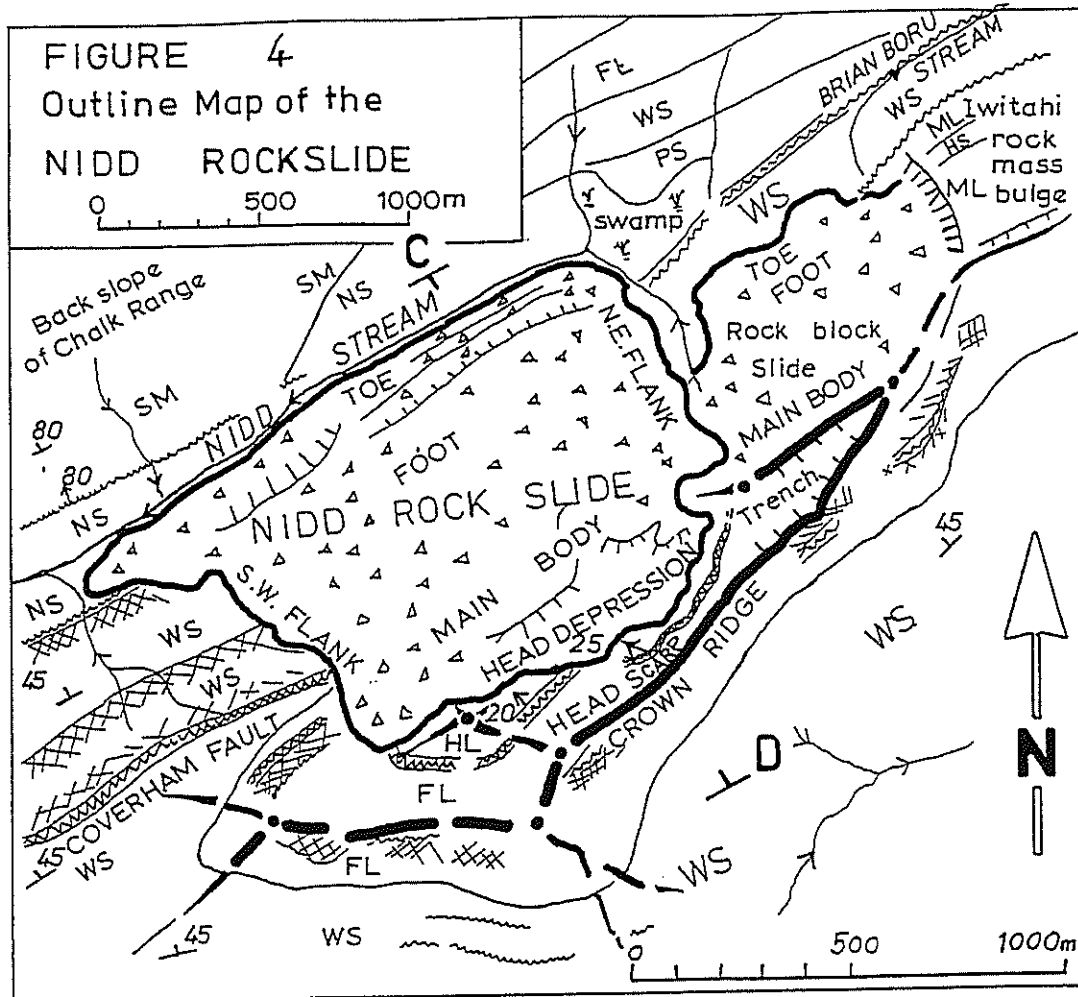 FIGURE 4
Outline Map of the
NIDD ROCKSLIDE
0 500 1000m
FL
WS
PS
swamp
BRIAN BORU
STREAM
WS
WS
ML
Iwitahi
HS
rock
mass
ML
bulge
C
SM
NS
Back slope
of Chalk Range
SM
80
80
NS
NIDD STREAM
TOE
FOOT
N.E. FLANK
TOE
FOOT
Rock block
Slide
MAIN BODY
Trench
NIDD ROCK SLIDE
MAIN BODY
HEAD DEPRESSION
S.W. FLANK
25
20
HEAD SCARP
CROWN RIDGE
45
WS
NS
WS
45
WS
COVERHAM FAULT
45
WS
HL
FL
FL
D
WS
45
WS
N
0 500 1000m